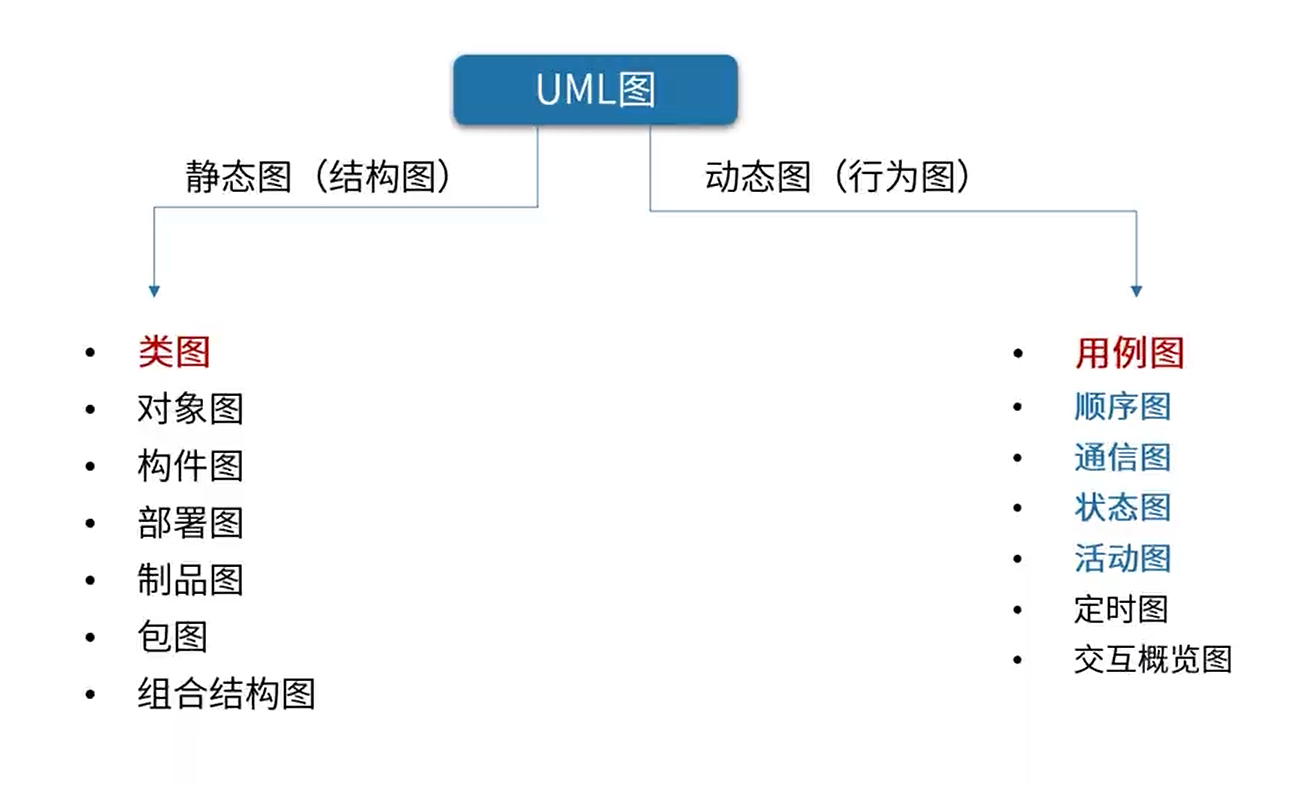 UML图
静态图（结构图）
动态图（行为图）
• 类图
• 对象图
• 构件图
• 部署图
• 制品图
• 包图
• 组合结构图
• 用例图
• 顺序图
• 通信图
• 状态图
• 活动图
• 定时图
• 交互概览图